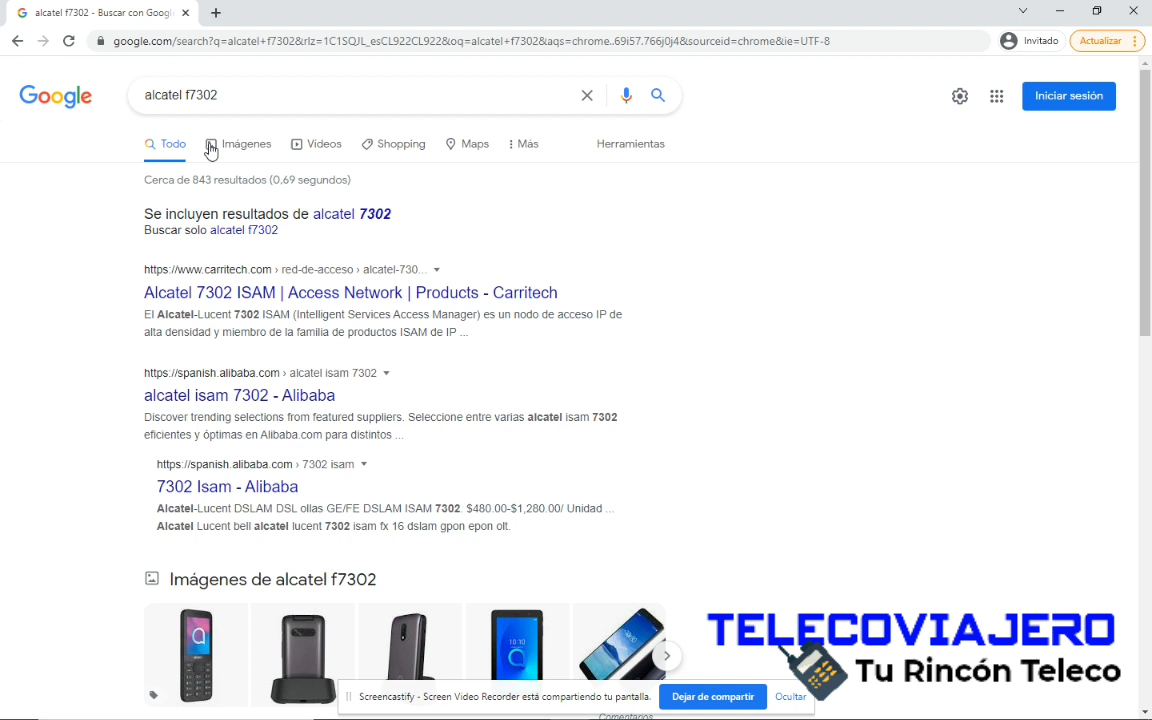 alcatel f7302 - Buscar con Googl
google.com/search?q=alcatel+f7302&rlz=1C1SQJL_esCL922CL922&oq=alcatel+f7302&aqs=chrome..69i57.766j0j4&sourceid=chrome&ie=UTF-8
Invitado
Actualizar
Google
alcatel f7302
Iniciar sesión
Todo
Imágenes
Vídeos
Shopping
Maps
Más
Herramientas
Cerca de 843 resultados (0,69 segundos)
Se incluyen resultados de alcatel 7302
Buscar solo alcatel f7302
https://www.carritech.com › red-de-acceso › alcatel-730...
Alcatel 7302 ISAM | Access Network | Products - Carritech
El Alcatel-Lucent 7302 ISAM (Intelligent Services Access Manager) es un nodo de acceso IP de
alta densidad y miembro de la familia de productos ISAM de IP ...
https://spanish.alibaba.com › alcatel isam 7302
alcatel isam 7302 - Alibaba
Discover trending selections from featured suppliers. Seleccione entre varias alcatel isam 7302
eficientes y óptimas en Alibaba.com para distintos ...
https://spanish.alibaba.com › 7302 isam
7302 Isam - Alibaba
Alcatel-Lucent DSLAM DSL ollas GE/FE DSLAM ISAM 7302. $480.00-$1,280.00/ Unidad ...
Alcatel Lucent bell alcatel lucent 7302 isam fx 16 dslam gpon epon olt.
Imágenes de alcatel f7302
10:10
TELECOVIAJERO
Tu Rincón Teleco
Screencastify - Screen Video Recorder está compartiendo tu pantalla.
Dejar de compartir
Ocultar
Comentarios